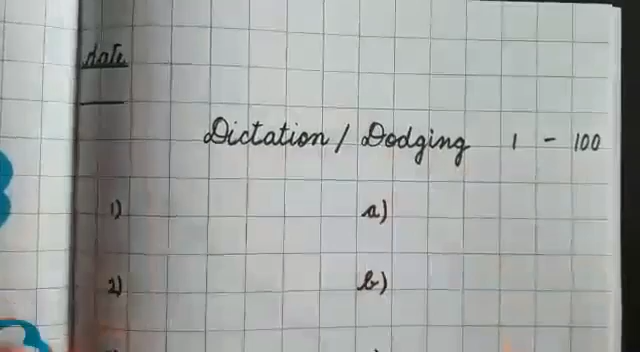 date
Dictation / Dodging 1 - 100
1) a)
2) b)